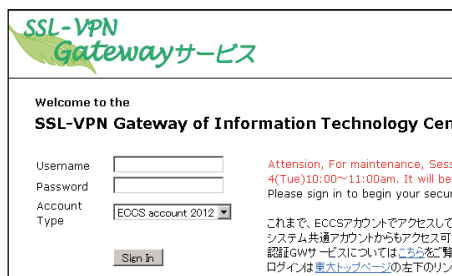 SSL-VPN
Gatewayサービス
Welcome to the
SSL-VPN Gateway of Information Technology Cen
Username
Password
Account
Type
ECCS account 2012
Sign In
Attension, For maintenance, Sess
4(Tue)10:00～11:00am. It will be
Please sign in to begin your secur
これまで、ECCSアカウントでアクセスして
システム共通アカウントからもアクセス可
認証GWサービスについてはこちらをご覧
ログインは東大トップページの左下のリン